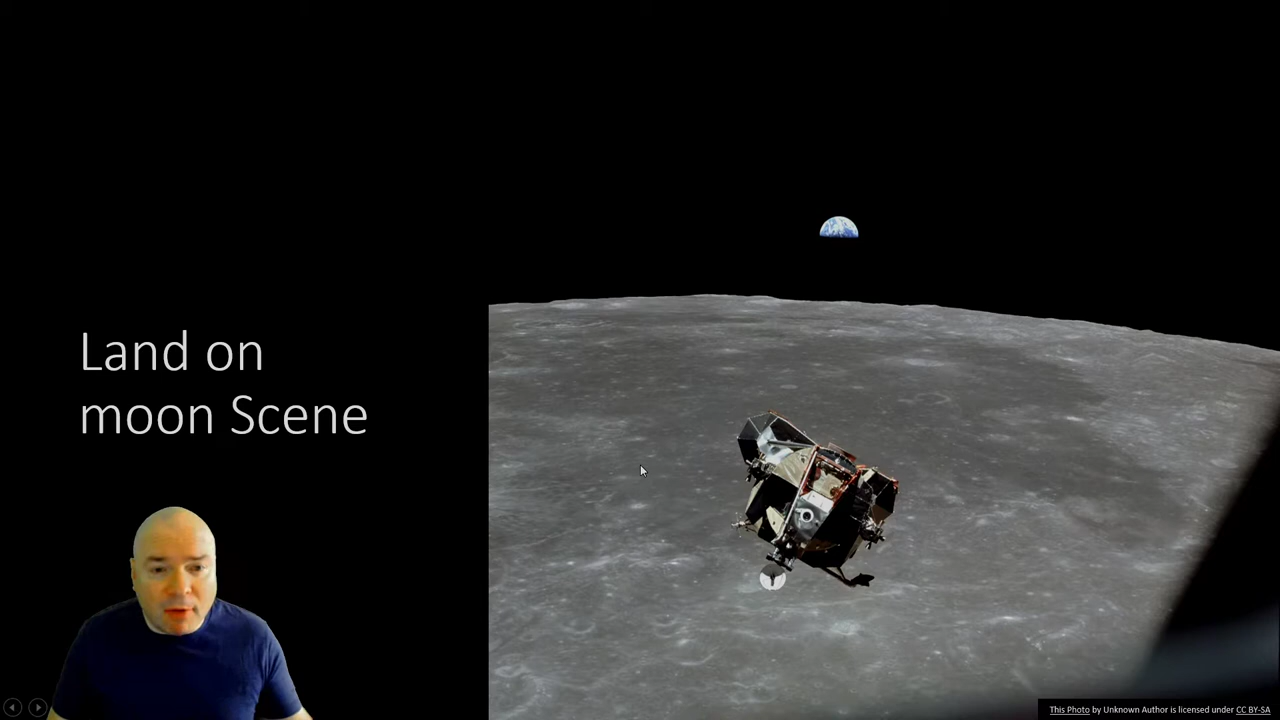 Land on
moon Scene
This Photo by Unknown Author is licensed under CC BY-SA